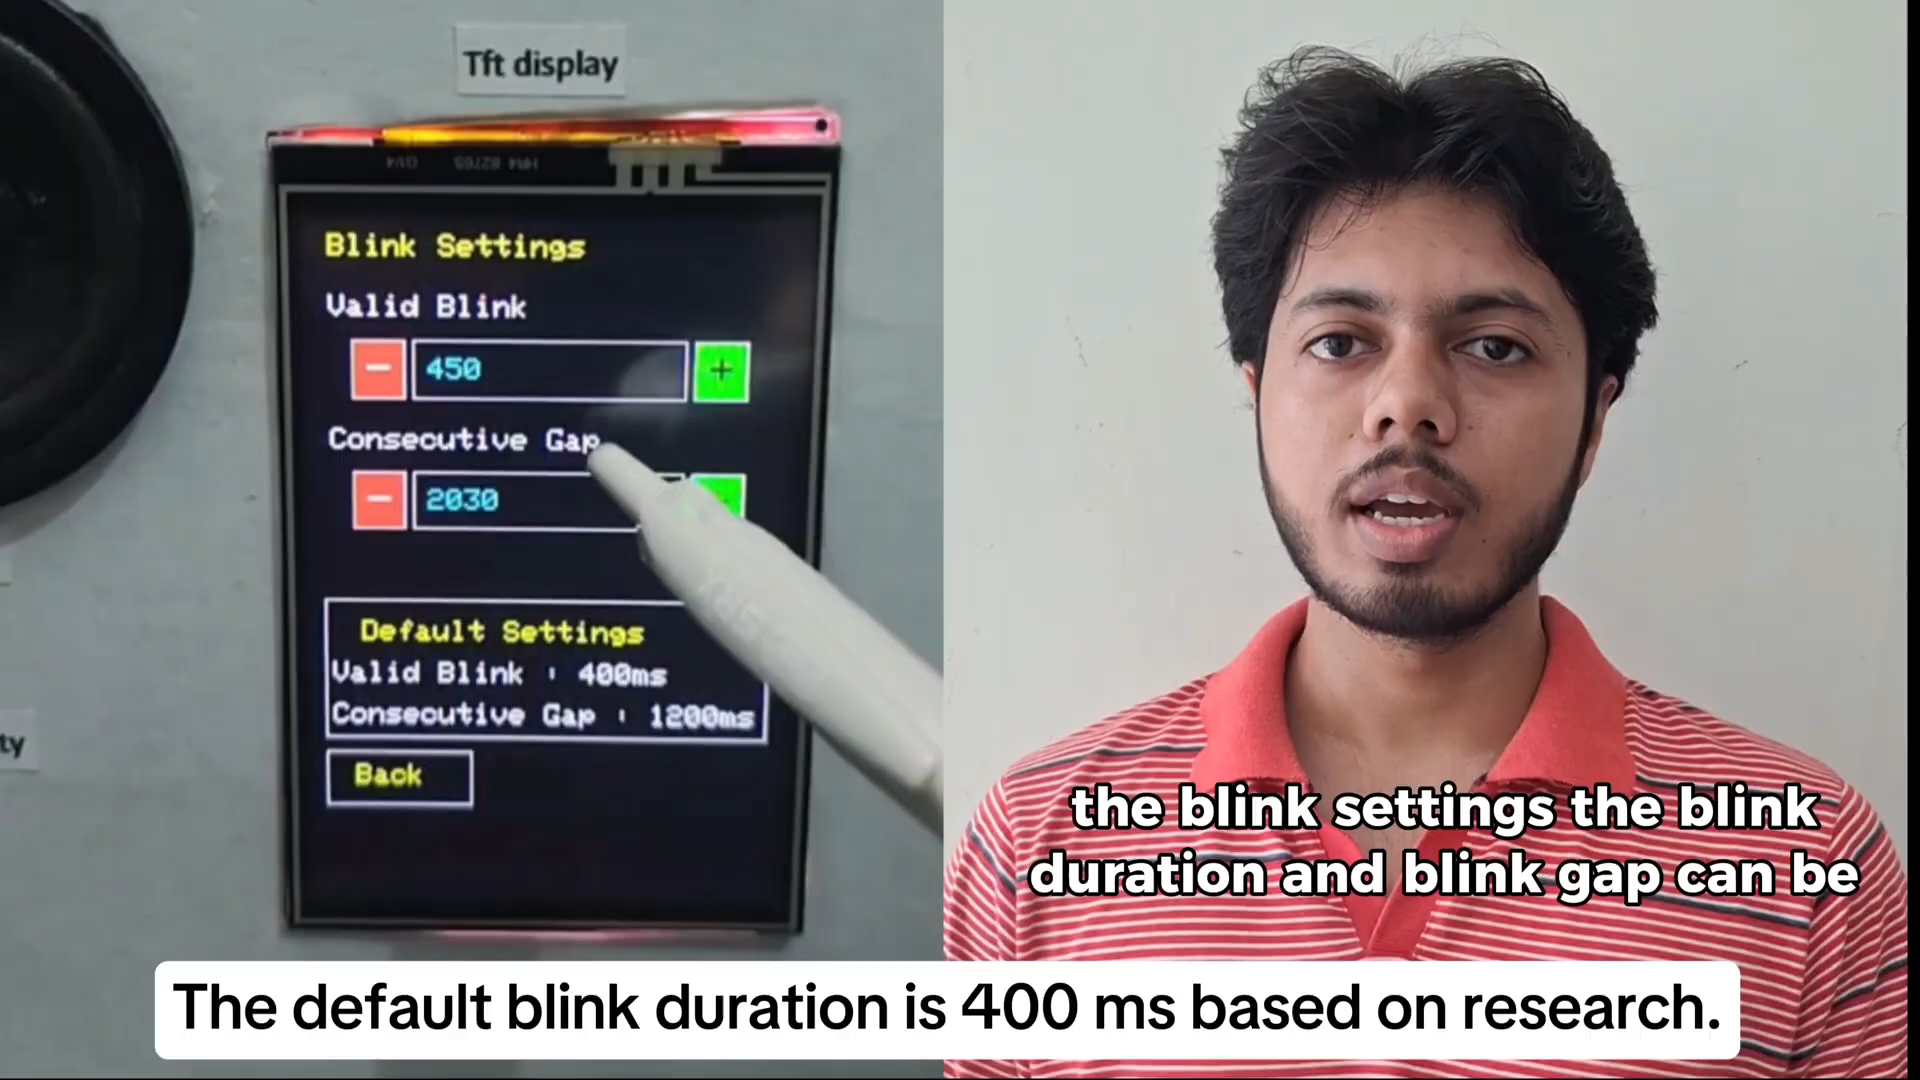 Tft display
Blink Settings
Valid Blink
- 450 +
Consecutive Gap
- 2030
Default Settings
Valid Blink : 400ms
Consecutive Gap : 1200ms
Back
ty
the blink settings the blink
duration and blink gap can be
The default blink duration is 400 ms based on research.